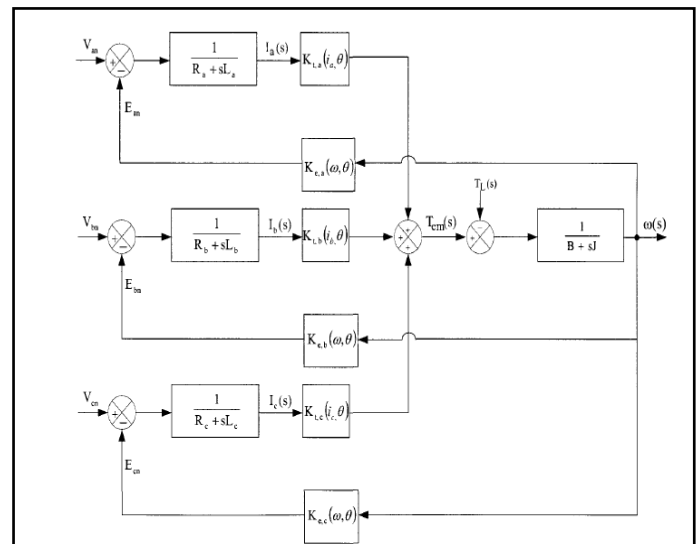 V_an
+
−
1
R_a + sL_a
I_a(s)
K_t,a(i_a,θ)
E_an
K_e,a(ω,θ)
V_bn
+
−
1
R_b + sL_b
I_b(s)
K_t,b(i_b,θ)
+
+
+
T_em(s)
T_L(s)
−
+
1
B + sJ
ω(s)
E_bn
K_e,b(ω,θ)
V_cn
+
−
1
R_c + sL_c
I_c(s)
K_t,c(i_c,θ)
E_cn
K_e,c(ω,θ)